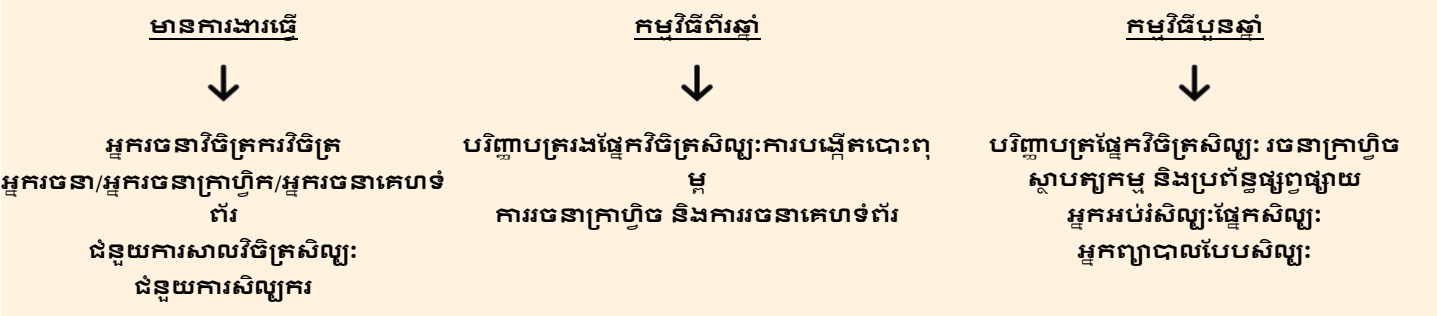 មានការងារធ្វើ
អ្នករចនាវិចិត្រករវិចិត្រ
អ្នករចនា/អ្នករចនាក្រាហ្វិក/អ្នករចនាគេហទំ
ព័រ
ជំនួយការសាលវិចិត្រសិល្បៈ
ជំនួយការសិល្បករ
កម្មវិធីពីរឆ្នាំ
បរិញ្ញាបត្ររងផ្នែកវិចិត្រសិល្បៈការបង្កើតបោះពុ
ម្ព
ការរចនាក្រាហ្វិច និងការរចនាគេហទំព័រ
កម្មវិធីបួនឆ្នាំ
បរិញ្ញាបត្រផ្នែកវិចិត្រសិល្បៈ រចនាក្រាហ្វិច
ស្ថាបត្យកម្ម និងប្រព័ន្ធផ្សព្វផ្សាយ
អ្នកអប់រំសិល្បៈផ្នែកសិល្បៈ
អ្នកព្យាបាលបែបសិល្បៈ